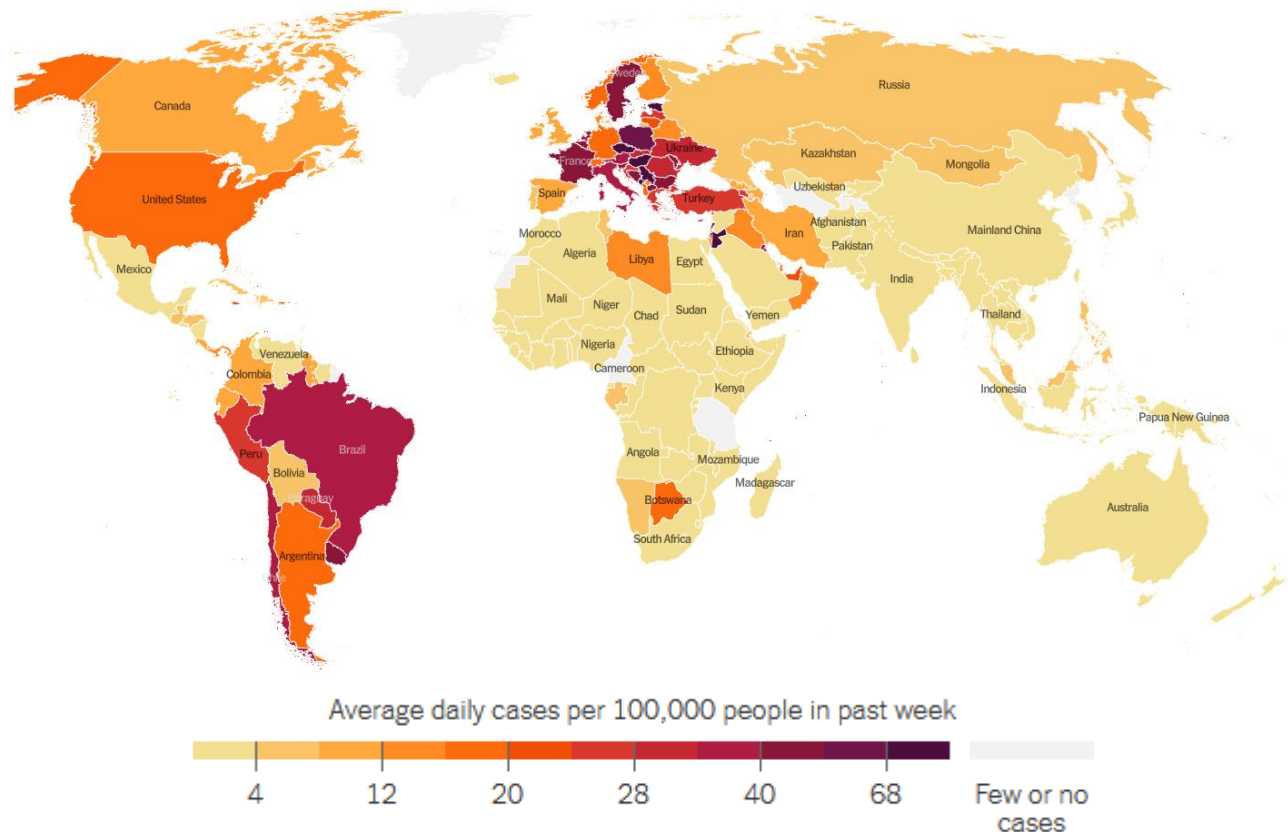 Sweden
Russia
Canada
Ukraine
France
Kazakhstan
Mongolia
Spain
Uzbekistan
United States
Turkey
Afghanistan
Iran
Mainland China
Morocco
Pakistan
Algeria
Libya
Egypt
Mexico
India
Mali
Niger
Chad
Sudan
Yemen
Thailand
Nigeria
Ethiopia
Venezuela
Cameroon
Colombia
Kenya
Indonesia
Papua New Guinea
Peru
Brazil
Angola
Mozambique
Bolivia
Madagascar
Paraguay
Botswana
Australia
South Africa
Argentina
Chile
Average daily cases per 100,000 people in past week
4 12 20 28 40 68 Few or no
cases